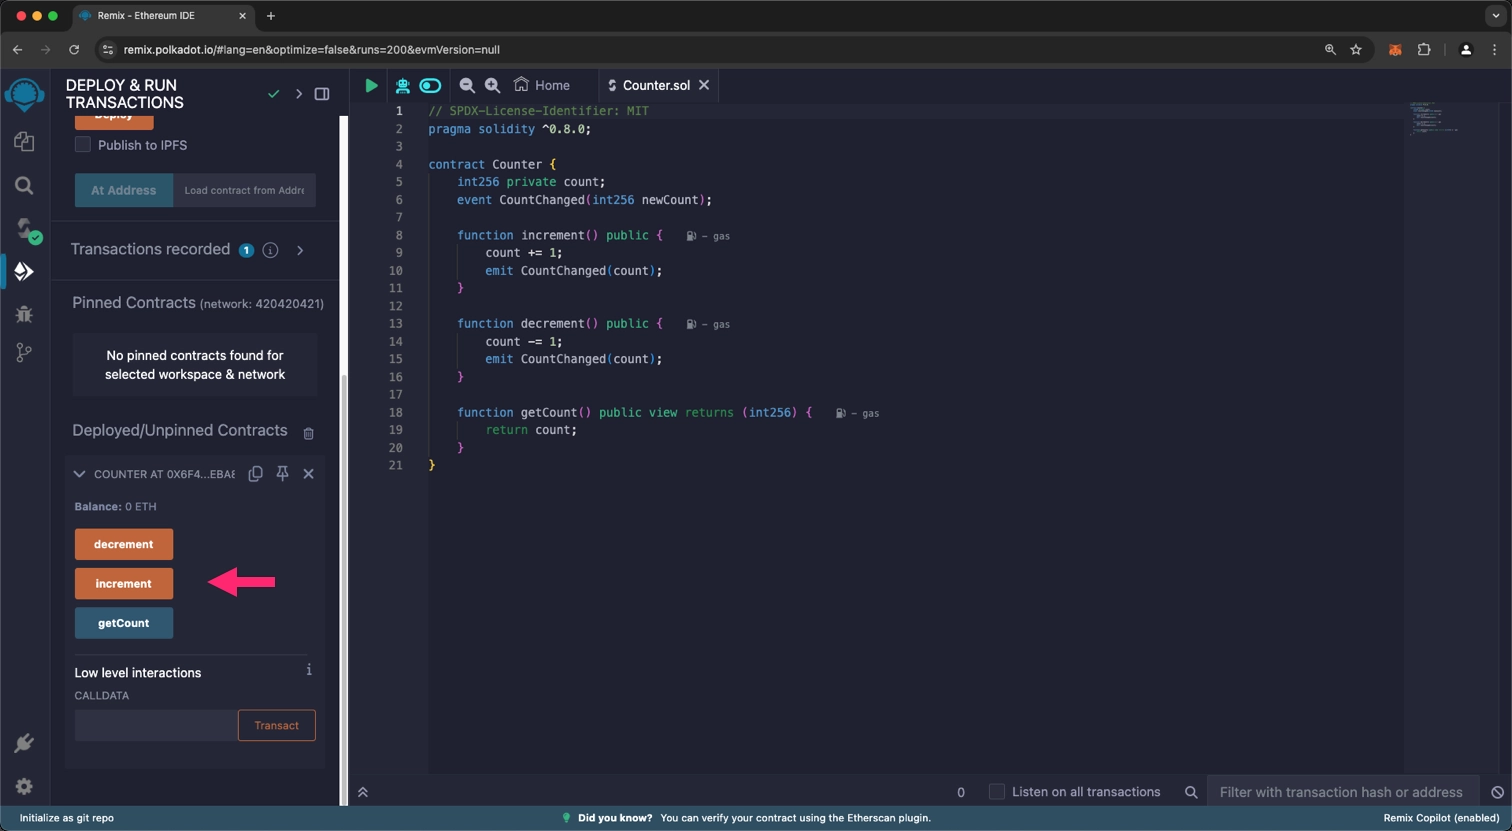 Remix - Ethereum IDE
remix.polkadot.io/#lang=en&optimize=false&runs=200&evmVersion=null
DEPLOY & RUN
TRANSACTIONS
Deploy
Publish to IPFS
At Address
Load contract from Addre
Transactions recorded 1
Pinned Contracts (network: 420420421)
No pinned contracts found for
selected workspace & network
Deployed/Unpinned Contracts
COUNTER AT 0X6F4...EBA8
Balance: 0 ETH
decrement
increment
getCount
Low level interactions
CALLDATA
Transact
Home
Counter.sol
1 // SPDX-License-Identifier: MIT
2 pragma solidity ^0.8.0;
3
4 contract Counter {
5 int256 private count;
6 event CountChanged(int256 newCount);
7
8 function increment() public { - gas
9 count += 1;
10 emit CountChanged(count);
11 }
12
13 function decrement() public { - gas
14 count -= 1;
15 emit CountChanged(count);
16 }
17
18 function getCount() public view returns (int256) { - gas
19 return count;
20 }
21 }
0 Listen on all transactions
Filter with transaction hash or address
Initialize as git repo
Did you know? You can verify your contract using the Etherscan plugin.
Remix Copilot (enabled)